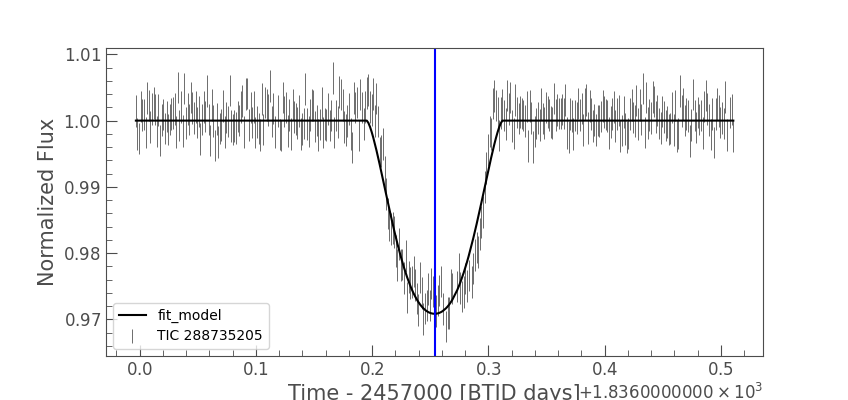 1.01
1.00
0.99
0.98
0.97
Normalized Flux
fit_model
TIC 288735205
0.0 0.1 0.2 0.3 0.4 0.5
Time - 2457000 [BTJD days]
+1.8360000000 × 10³